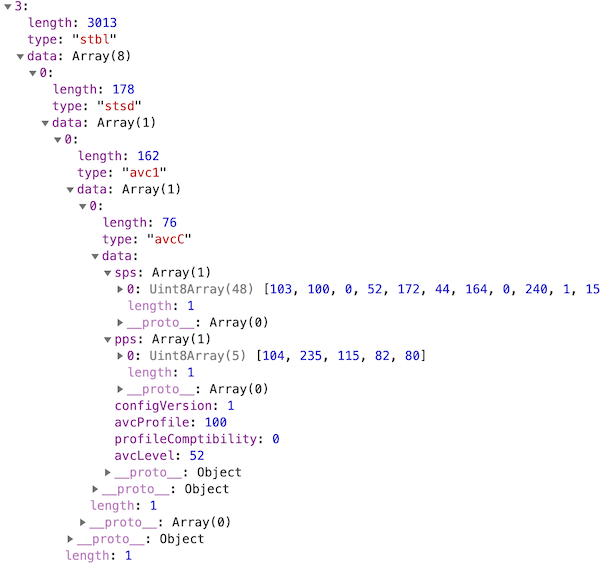 3:
length: 3013
type: "stbl"
data: Array(8)
0:
length: 178
type: "stsd"
data: Array(1)
0:
length: 162
type: "avc1"
data: Array(1)
0:
length: 76
type: "avcC"
data:
sps: Array(1)
0: Uint8Array(48) [103, 100, 0, 52, 172, 44, 164, 0, 240, 1, 15
length: 1
__proto__: Array(0)
pps: Array(1)
0: Uint8Array(5) [104, 235, 115, 82, 80]
length: 1
__proto__: Array(0)
configVersion: 1
avcProfile: 100
profileComptibility: 0
avcLevel: 52
__proto__: Object
__proto__: Object
length: 1
__proto__: Array(0)
__proto__: Object
length: 1